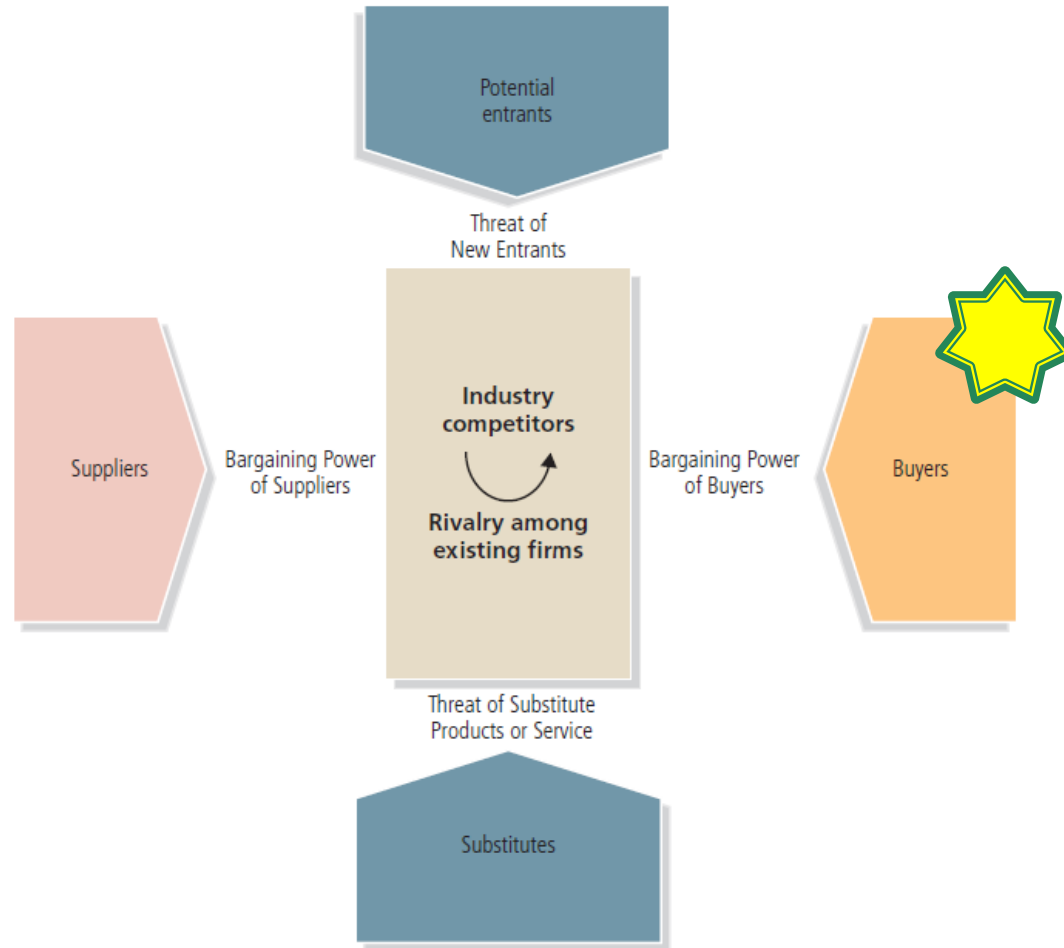 Potential
entrants
Threat of
New Entrants
Industry
competitors
Suppliers
Bargaining Power
of Suppliers
Bargaining Power
of Buyers
Buyers
Rivalry among
existing firms
Threat of Substitute
Products or Service
Substitutes